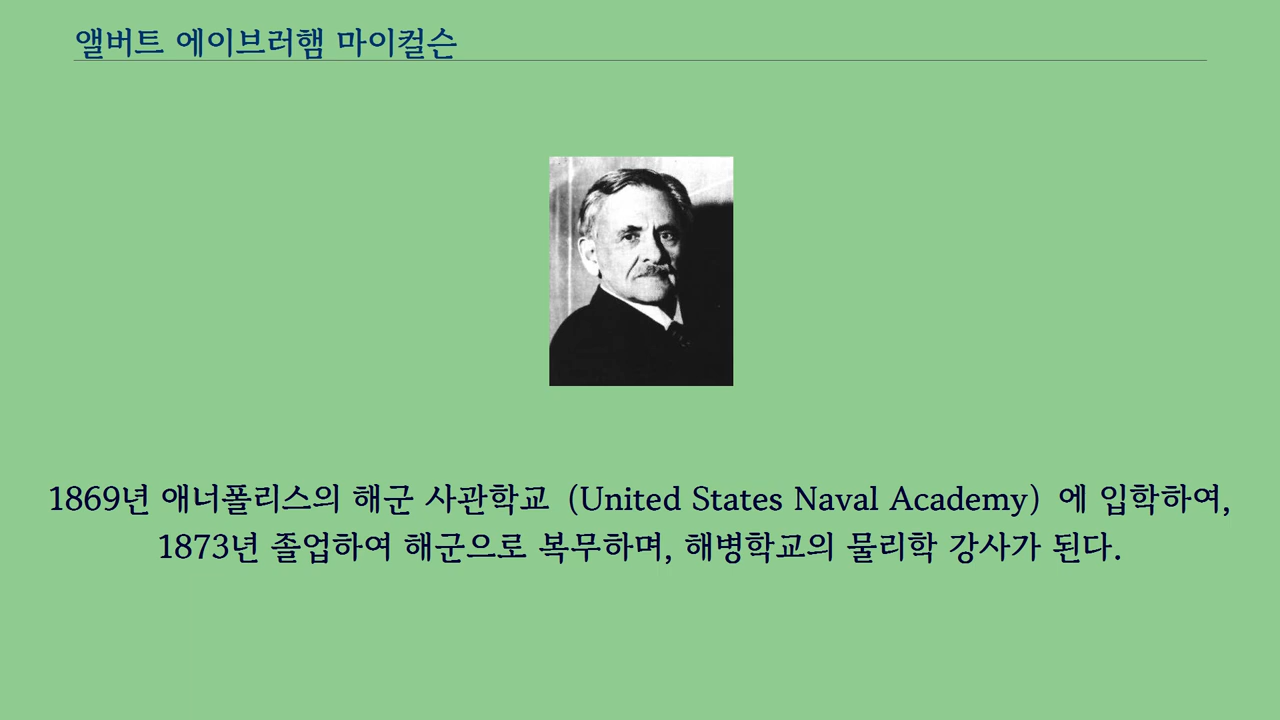 앨버트 에이브러햄 마이컬슨
1869년 애너폴리스의 해군 사관학교 (United States Naval Academy) 에 입학하여,
1873년 졸업하여 해군으로 복무하며, 해병학교의 물리학 강사가 된다.